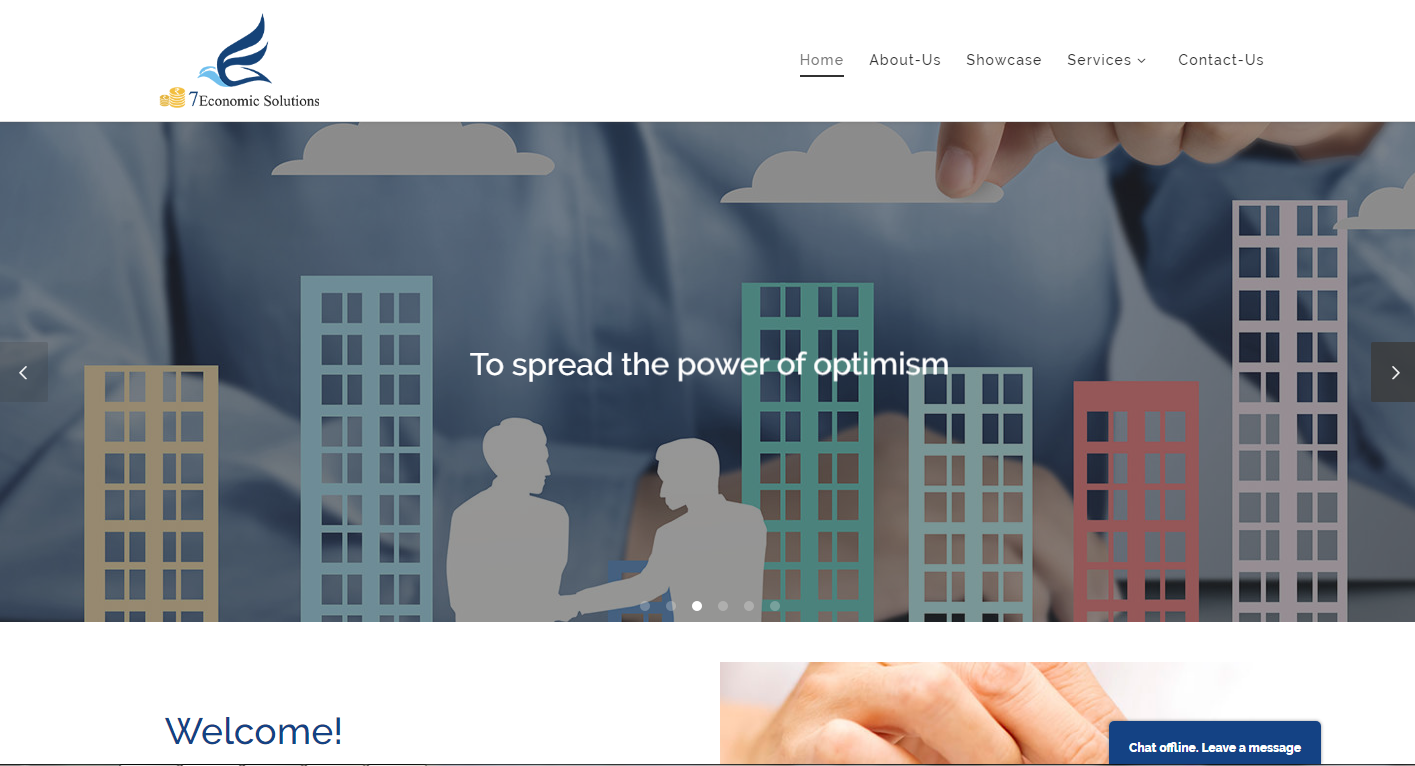 7Economic Solutions
Home About-Us Showcase Services Contact-Us
To spread the power of optimism
Welcome!
Chat offline. Leave a message